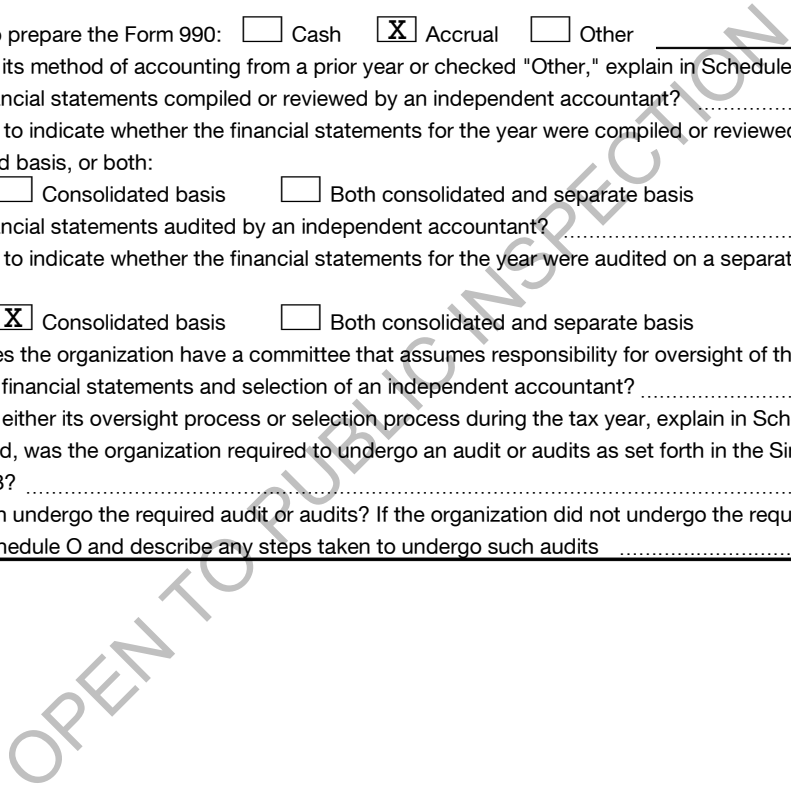 prepare the Form 990: Cash X Accrual Other
its method of accounting from a prior year or checked "Other," explain in Schedule
ncial statements compiled or reviewed by an independent accountant?
to indicate whether the financial statements for the year were compiled or reviewed
d basis, or both:
Consolidated basis Both consolidated and separate basis
ncial statements audited by an independent accountant?
to indicate whether the financial statements for the year were audited on a separat
X Consolidated basis Both consolidated and separate basis
es the organization have a committee that assumes responsibility for oversight of th
financial statements and selection of an independent accountant?
either its oversight process or selection process during the tax year, explain in Sch
d, was the organization required to undergo an audit or audits as set forth in the Sin
?
n undergo the required audit or audits? If the organization did not undergo the requ
hedule O and describe any steps taken to undergo such audits
OPEN TO PUBLIC INSPECTION